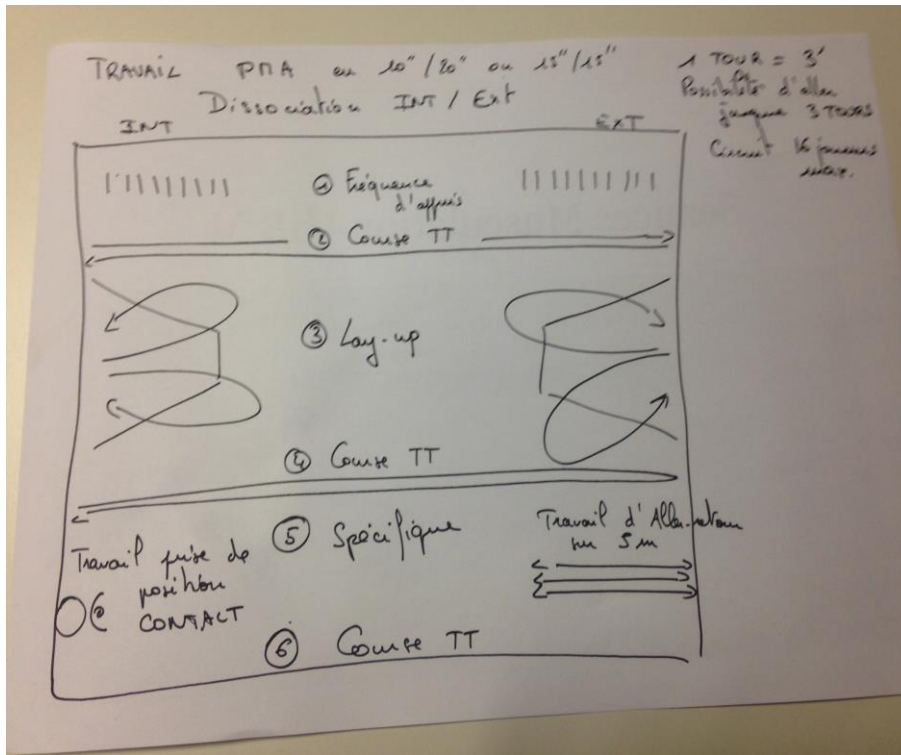 TRAVAIL PMA en 10"/20" ou 15"/15"
Dissociation INT / Ext
1 TOUR = 3'
Possibilité d'aller
jusque 3 TOURS
Circuit 16 joueurs
max.
INT
EXT
① Fréquence
d'appuis
② Course TT
③ Lay-up
④ Course TT
⑤ Spécifique
Travail prise de
position
CONTACT
Travail d'Aller-retour
sur 5 m
⑥ Course TT